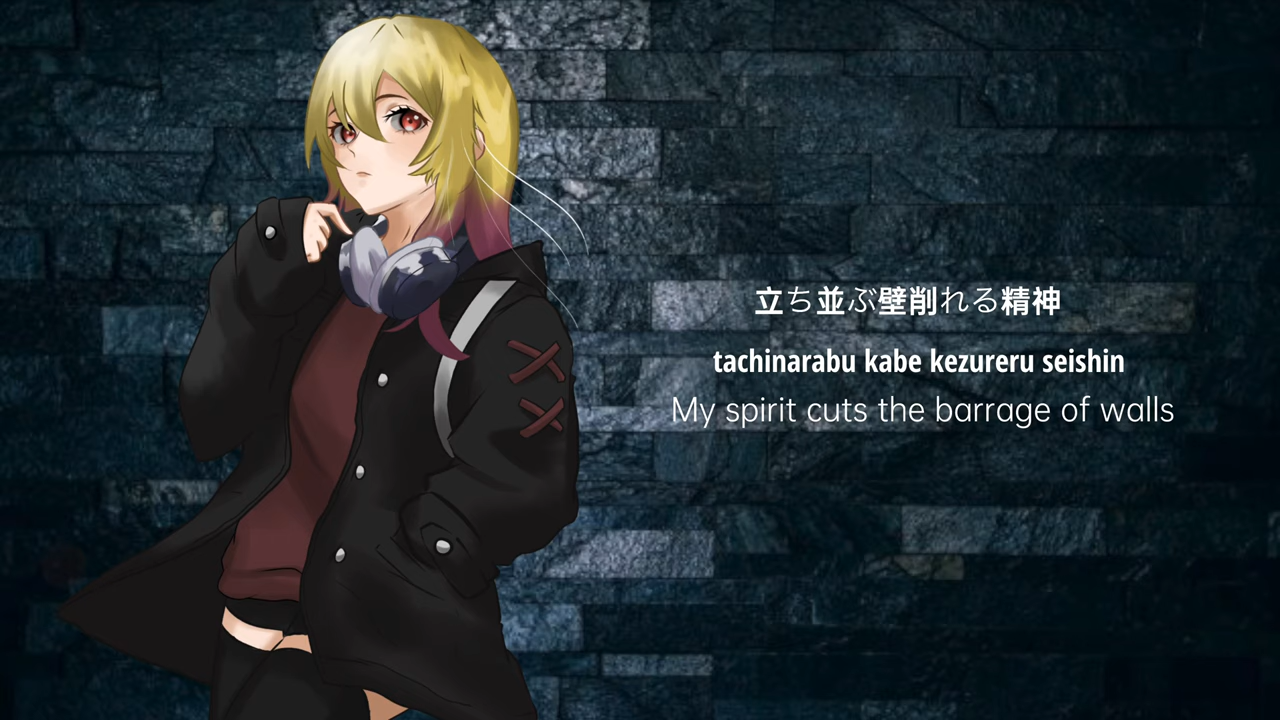 立ち並ぶ壁削れる精神
tachinarabu kabe kezureru seishin
My spirit cuts the barrage of walls